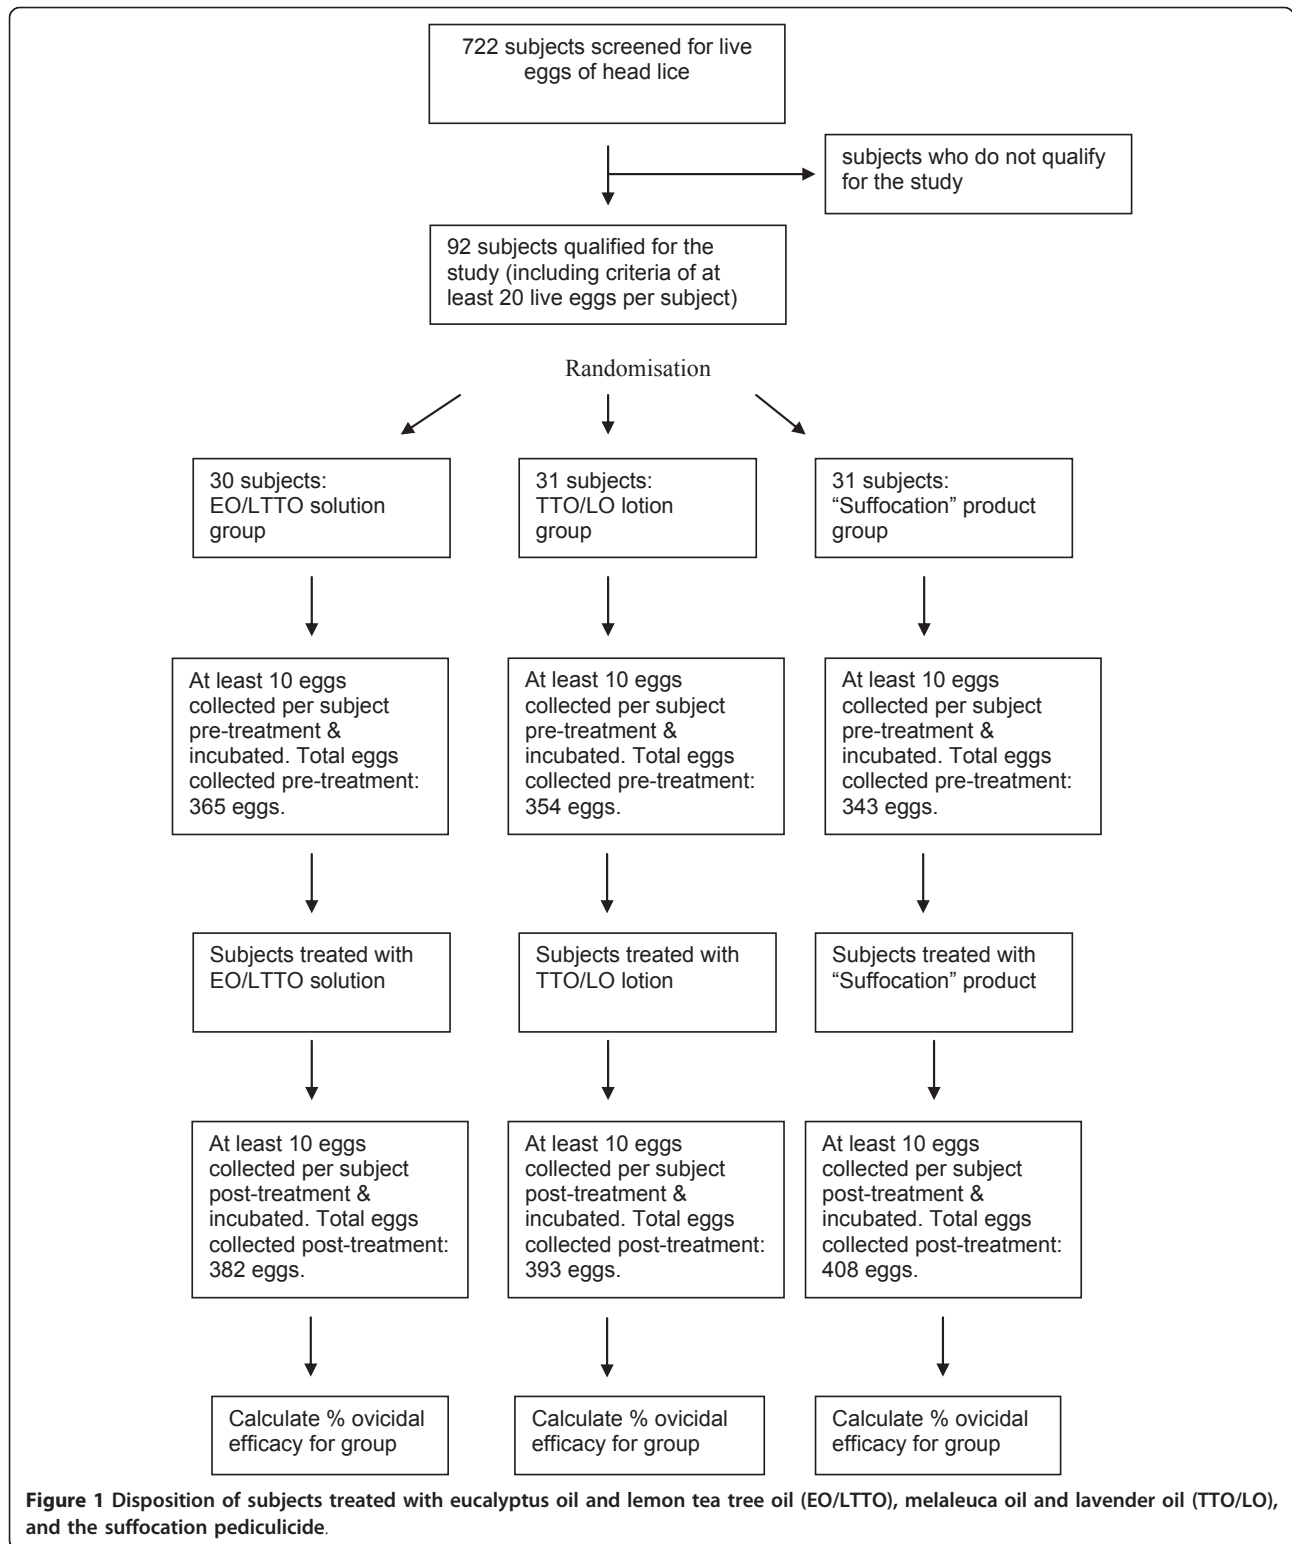 722 subjects screened for live
eggs of head lice
subjects who do not qualify
for the study
92 subjects qualified for the
study (including criteria of at
least 20 live eggs per subject)
Randomisation
30 subjects:
EO/LTTO solution
group
31 subjects:
TTO/LO lotion
group
31 subjects:
“Suffocation” product
group
At least 10 eggs
collected per subject
pre-treatment &
incubated. Total eggs
collected pre-treatment:
365 eggs.
At least 10 eggs
collected per subject
pre-treatment &
incubated. Total eggs
collected pre-treatment:
354 eggs.
At least 10 eggs
collected per subject
pre-treatment &
incubated. Total eggs
collected pre-treatment:
343 eggs.
Subjects treated with
EO/LTTO solution
Subjects treated with
TTO/LO lotion
Subjects treated with
“Suffocation” product
At least 10 eggs
collected per subject
post-treatment &
incubated. Total eggs
collected post-treatment:
382 eggs.
At least 10 eggs
collected per subject
post-treatment &
incubated. Total eggs
collected post-treatment:
393 eggs.
At least 10 eggs
collected per subject
post-treatment &
incubated. Total eggs
collected post-treatment:
408 eggs.
Calculate % ovicidal
efficacy for group
Calculate % ovicidal
efficacy for group
Calculate % ovicidal
efficacy for group
Figure 1 Disposition of subjects treated with eucalyptus oil and lemon tea tree oil (EO/LTTO), melaleuca oil and lavender oil (TTO/LO),
and the suffocation pediculicide.